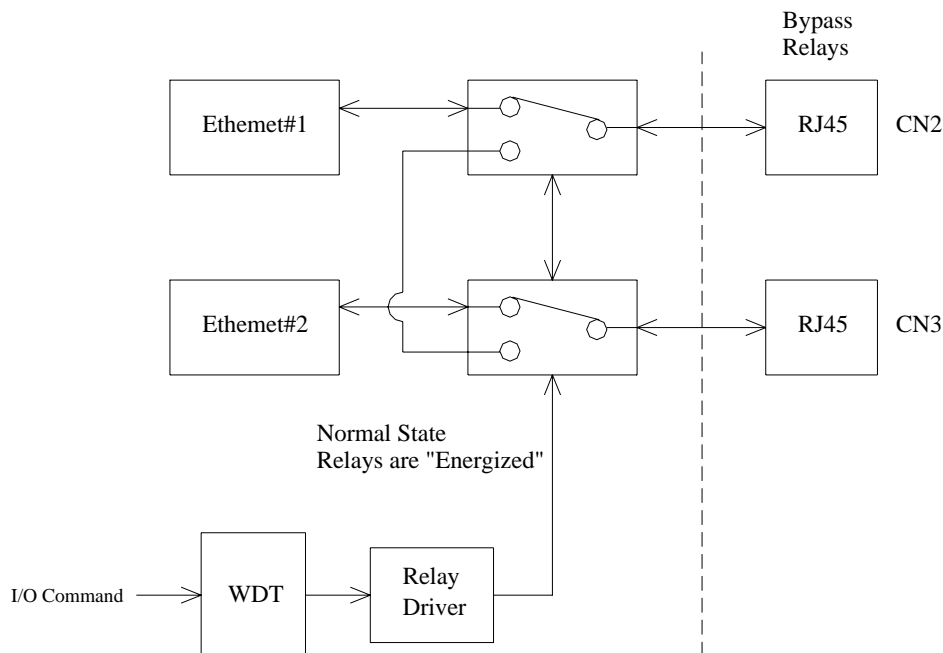 Bypass
Relays
Ethemet#1
RJ45
CN2
Ethemet#2
RJ45
CN3
Normal State
Relays are "Energized"
I/O Command
WDT
Relay
Driver